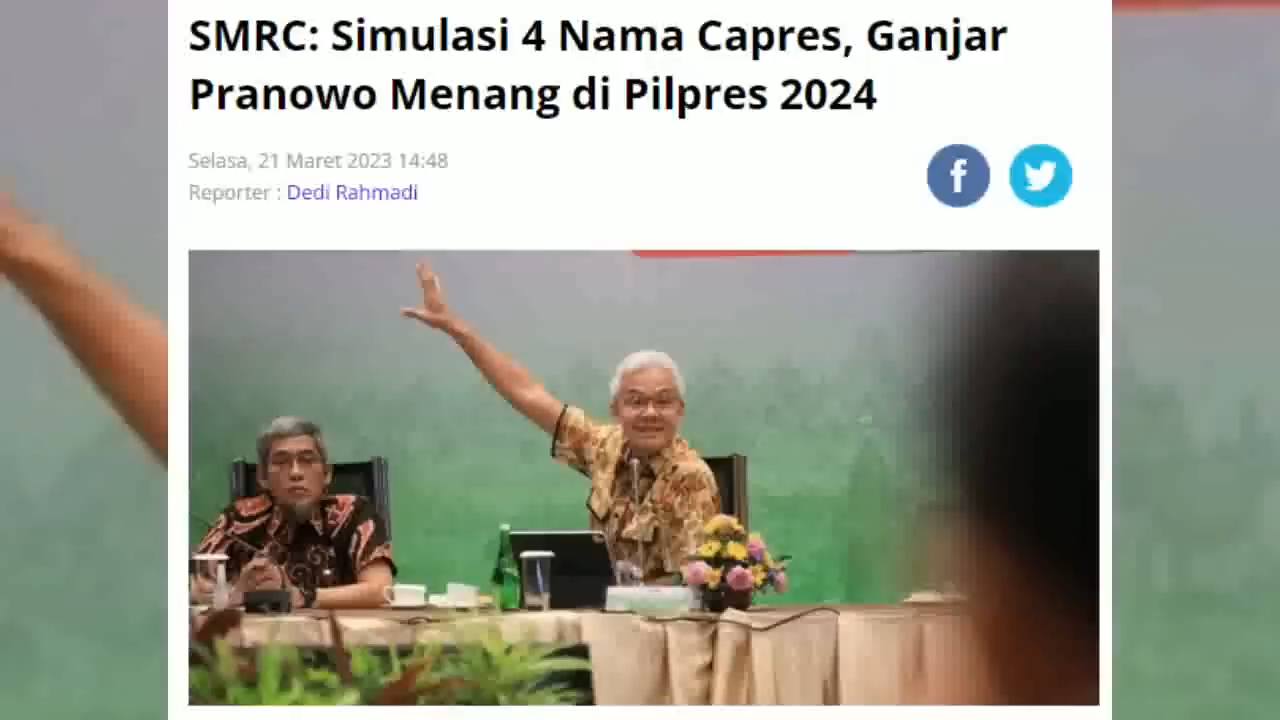 SMRC: Simulasi 4 Nama Capres, Ganjar
Pranowo Menang di Pilpres 2024
Selasa, 21 Maret 2023 14:48
Reporter : Dedi Rahmadi